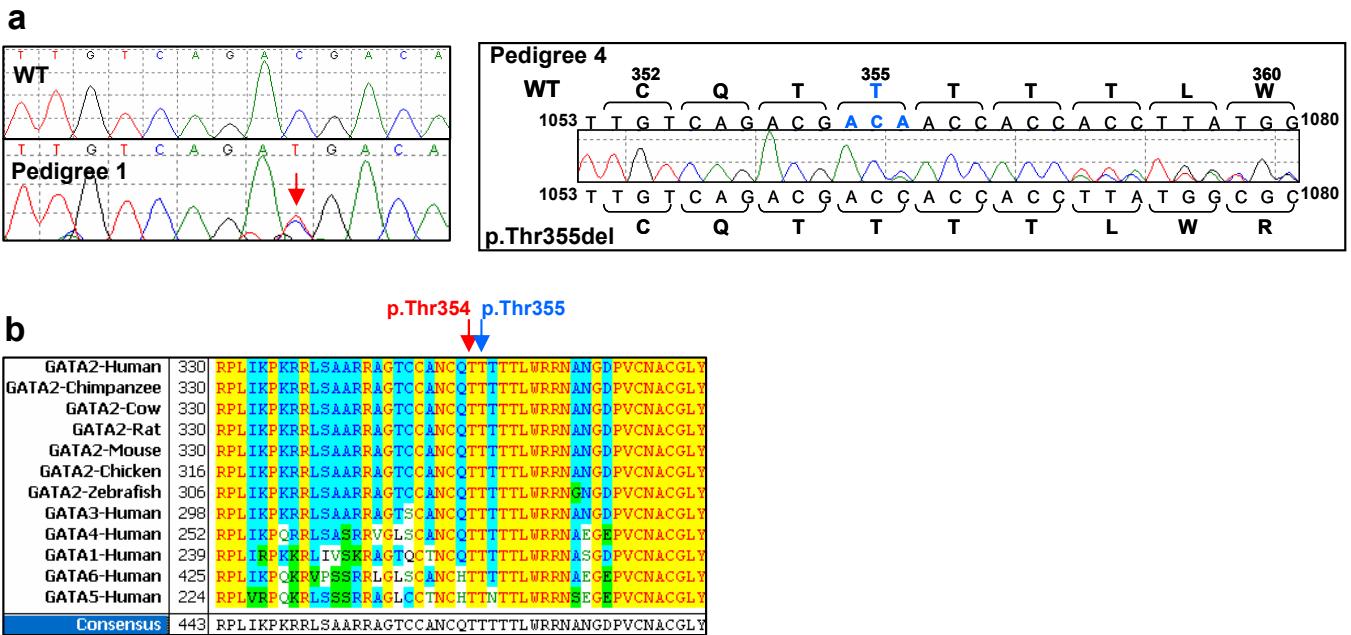 a
T T G T C A G A C G A C A
WT
T T G T C A G A T G A C A
Pedigree 1
Pedigree 4
352 355 360
WT C Q T T T T T L W
1053 T T G T C A G A C G A C A A C C A C C A C C T T A T G G 1080
1053 T T G T C A G A C G A C C A C C A C C T T A T G G C G C 1080
C Q T T T T L W R
p.Thr355del
p.Thr354 p.Thr355
b
GATA2-Human 330 RPLIKPKRRLSAARRAGTCCANCQTTTTTLWRRNANGDPVCNACGLY
GATA2-Chimpanzee 330 RPLIKPKRRLSAARRAGTCCANCQTTTTTLWRRNANGDPVCNACGLY
GATA2-Cow 330 RPLIKPKRRLSAARRAGTCCANCQTTTTTLWRRNANGDPVCNACGLY
GATA2-Rat 330 RPLIKPKRRLSAARRAGTCCANCQTTTTTLWRRNANGDPVCNACGLY
GATA2-Mouse 330 RPLIKPKRRLSAARRAGTCCANCQTTTTTLWRRNANGDPVCNACGLY
GATA2-Chicken 316 RPLIKPKRRLSAARRAGTCCANCQTTTTTLWRRNANGDPVCNACGLY
GATA2-Zebrafish 306 RPLIKPKRRLSAARRAGTCCANCQTTTTTLWRRNGNGDPVCNACGLY
GATA3-Human 298 RPLIKPKRRLSAARRAGTSCANCQTTTTTLWRRNANGDPVCNACGLY
GATA4-Human 252 RPLIKPQRRLSASRRVGLSCANCQTTTTTLWRRNAEGEPVCNACGLY
GATA1-Human 239 RPLIRPKKRLIVSKRAGTQCTNCQTTTTTLWRRNASGDPVCNACGLY
GATA6-Human 425 RPLIKPQKRVPSSRRLGLSCANCHTTTTTLWRRNAEGEPVCNACGLY
GATA5-Human 224 RPLVRPQKRLSSSRRAGLCCTNCHTTNTTLWRRNSEGEPVCNACGLY
Consensus 443 RPLIKPKRRLSAARRAGTCCANCQTTTTTLWRRNANGDPVCNACGLY